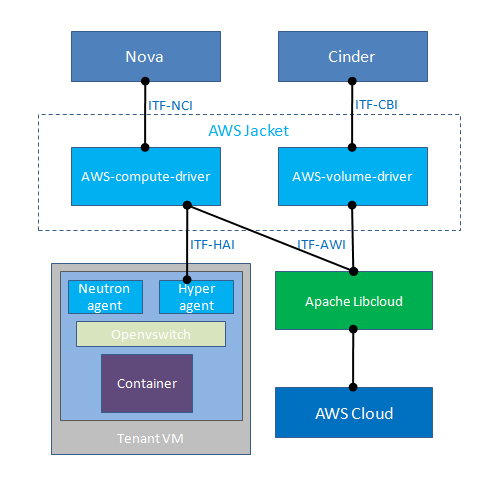 Nova
Cinder
ITF-NCI
ITF-CBI
AWS Jacket
AWS-compute-driver
AWS-volume-driver
ITF-HAI
ITF-AWI
Neutron
agent
Hyper
agent
Apache Libcloud
Openvswitch
Container
AWS Cloud
Tenant VM